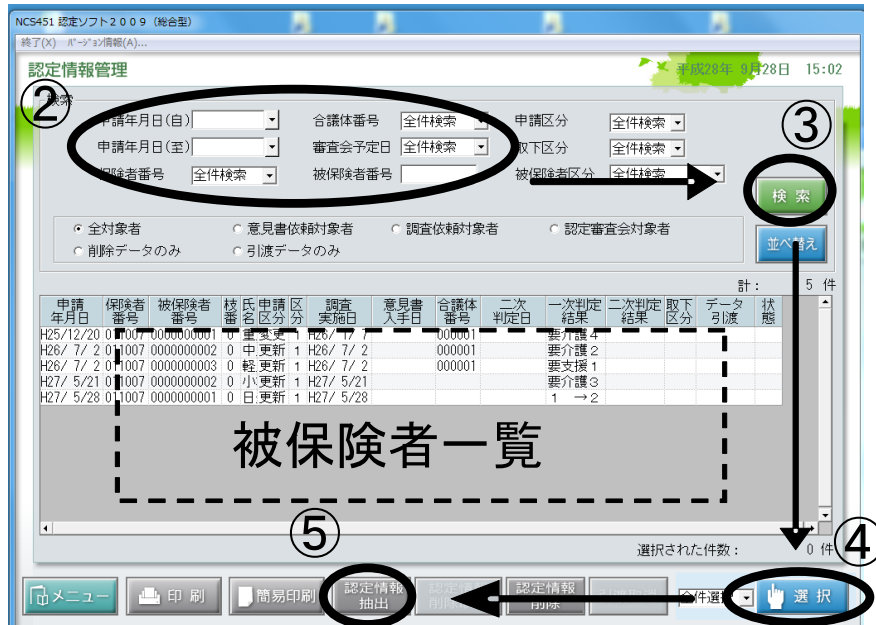 NCS451 認定ソフト2009 (総合型)
終了(X) バージョン情報(A)...
認定情報管理 平成28年 9月28日 15:02
② 検索
申請年月日(自) 合議体番号 全件検索 申請区分 全件検索 ③
申請年月日(至) 審査会予定日 全件検索 取下区分 全件検索
保険者番号 全件検索 被保険者番号 被保険者区分 全件検索
検 索
全対象者 意見書依頼対象者 調査依頼対象者 認定審査会対象者
削除データのみ 引渡データのみ
並べ替え
計: 5 件
申請年月日 保険者番号 被保険者番号 枝番 氏名 申請区分 区分 調査実施日 意見書入手日 合議体番号 二次判定日 一次判定結果 二次判定結果 取下区分 データ引渡 状態
H25/12/20 011007 0000000001 0 重 変更 1 H26/ 1/ 7 000001 要介護4
H26/ 7/ 2 011007 0000000002 0 中 更新 1 H26/ 7/ 2 000001 要介護2
H26/ 7/ 2 011007 0000000003 0 軽 更新 1 H26/ 7/ 2 000001 要支援1
H27/ 5/21 011007 0000000002 0 小 更新 1 H27/ 5/21 要介護3
H27/ 5/28 011007 0000000001 0 日 更新 1 H27/ 5/28 1 →2
被保険者一覧
⑤
選択された件数: 0 件
④
メニュー 印 刷 簡易印刷 認定情報抽出 認定情報削除 全件選択 選 択